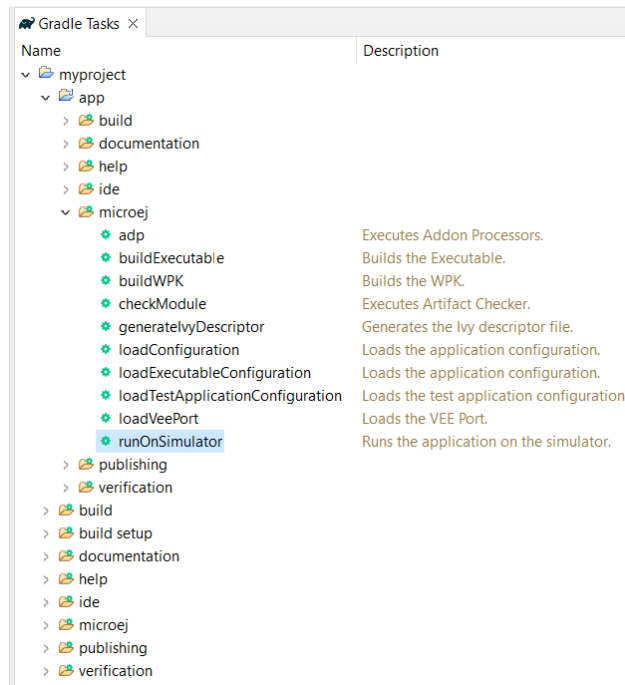 Gradle Tasks
Name Description
myproject
app
build
documentation
help
ide
microej
adp Executes Addon Processors.
buildExecutable Builds the Executable.
buildWPK Builds the WPK.
checkModule Executes Artifact Checker.
generateIvyDescriptor Generates the Ivy descriptor file.
loadConfiguration Loads the application configuration.
loadExecutableConfiguration Loads the application configuration.
loadTestApplicationConfiguration Loads the test application configuration
loadVeePort Loads the VEE Port.
runOnSimulator Runs the application on the simulator.
publishing
verification
build
build setup
documentation
help
ide
microej
publishing
verification